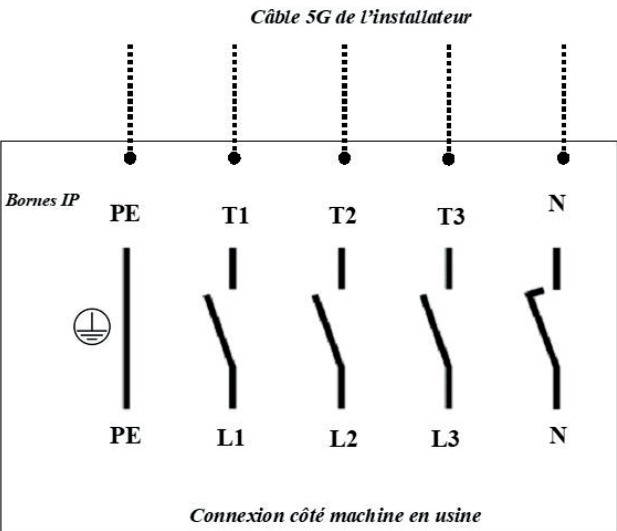 Câble 5G de l’installateur
Bornes IP PE T1 T2 T3 N
PE L1 L2 L3 N
Connexion côté machine en usine